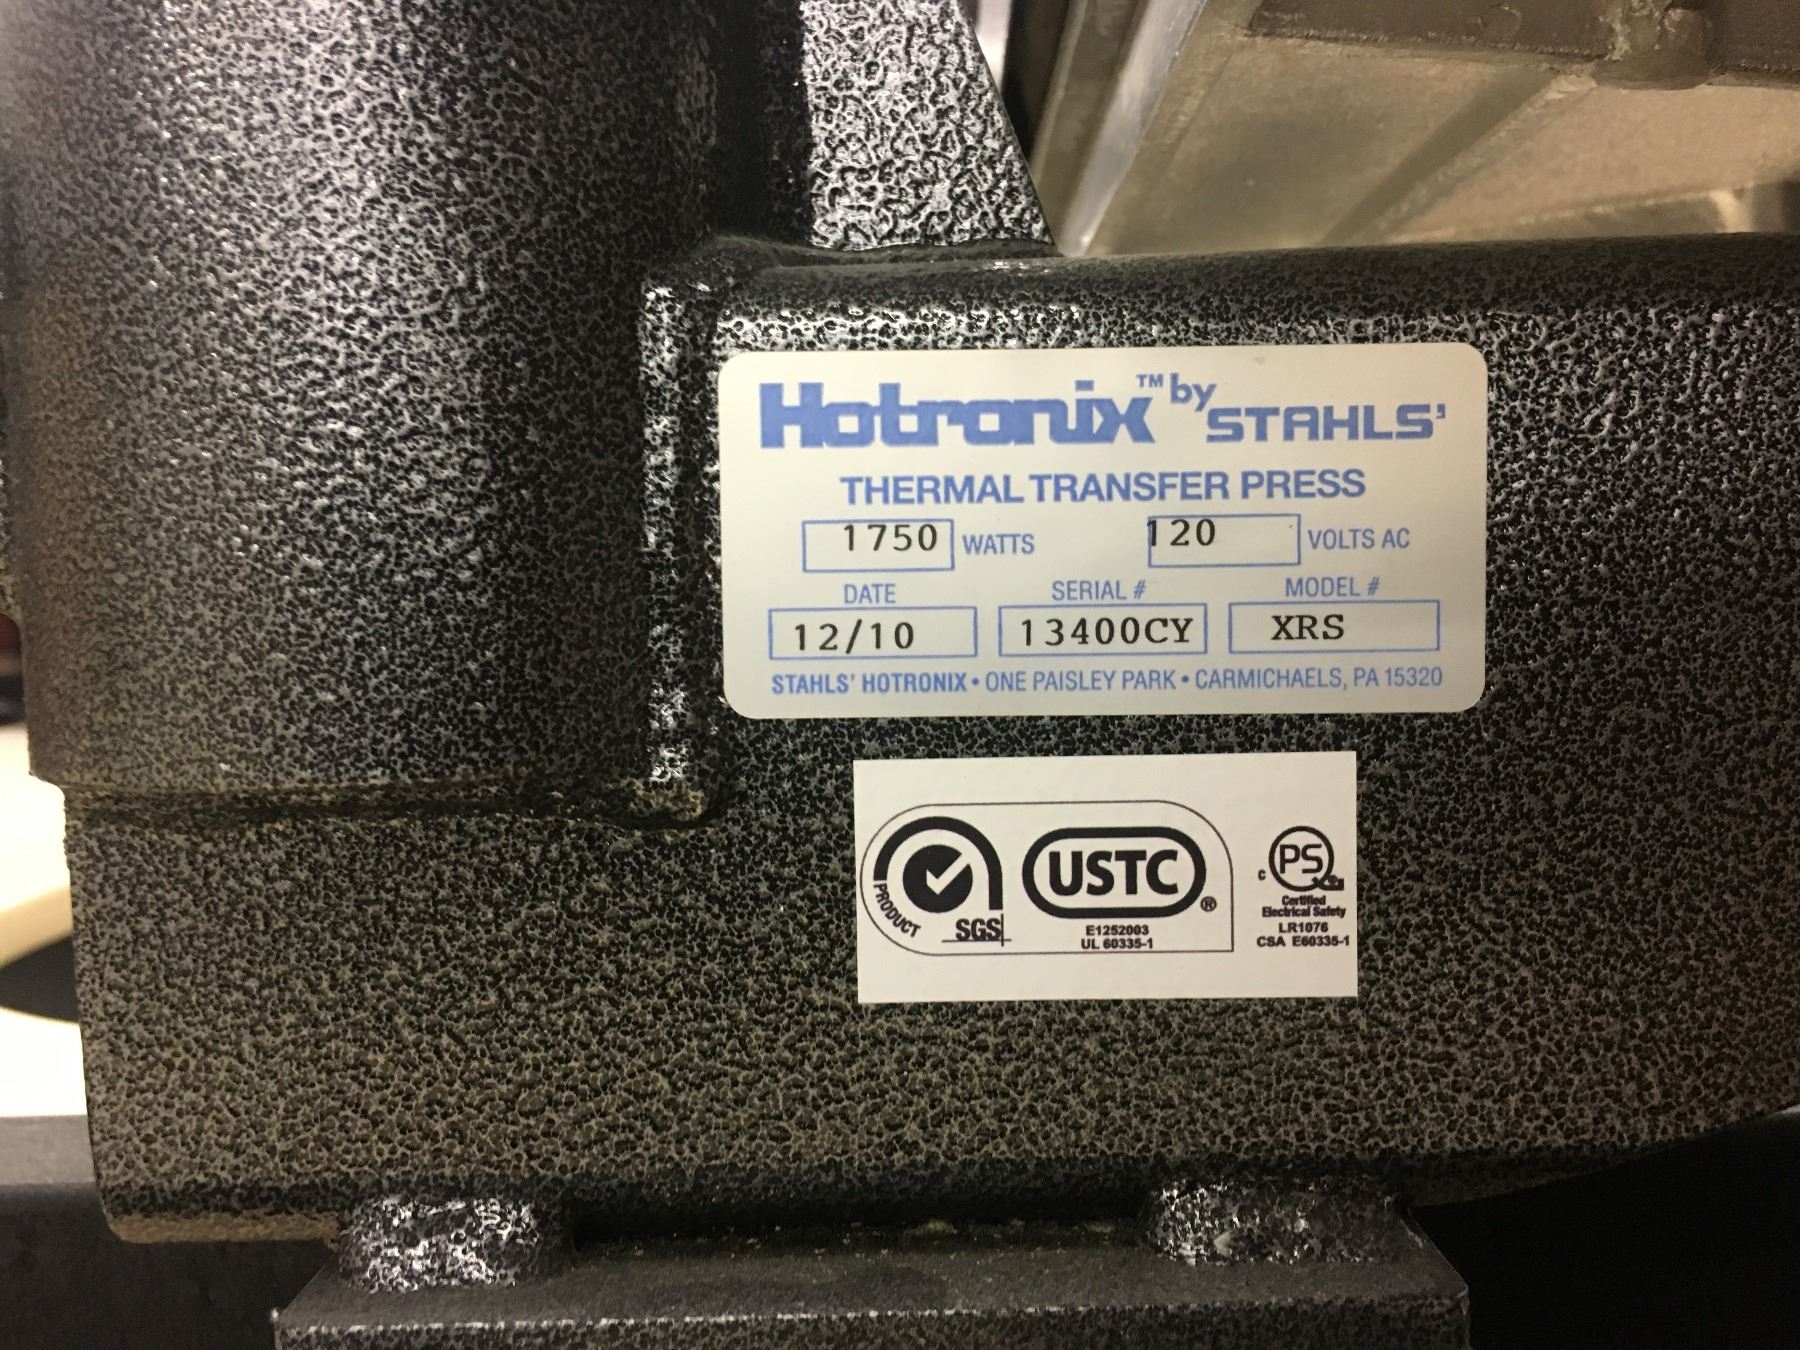 Hotronix™ by STAHLS'
THERMAL TRANSFER PRESS
1750 WATTS 120 VOLTS AC
DATE SERIAL # MODEL #
12/10 13400CY XRS
STAHLS' HOTRONIX • ONE PAISLEY PARK • CARMICHAELS, PA 15320
PRODUCT
SGS
USTC®
E1252003
UL 60335-1
c PS
Certified
Electrical Safety
LR1076
CSA E60335-1